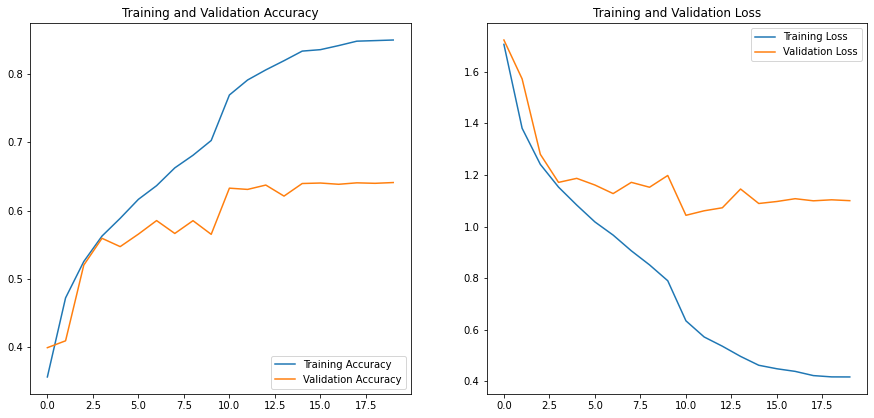 Training and Validation Accuracy
0.8
0.7
0.6
0.5
0.4
0.0 2.5 5.0 7.5 10.0 12.5 15.0 17.5
Training Accuracy
Validation Accuracy
Training and Validation Loss
1.6
1.4
1.2
1.0
0.8
0.6
0.4
0.0 2.5 5.0 7.5 10.0 12.5 15.0 17.5
Training Loss
Validation Loss